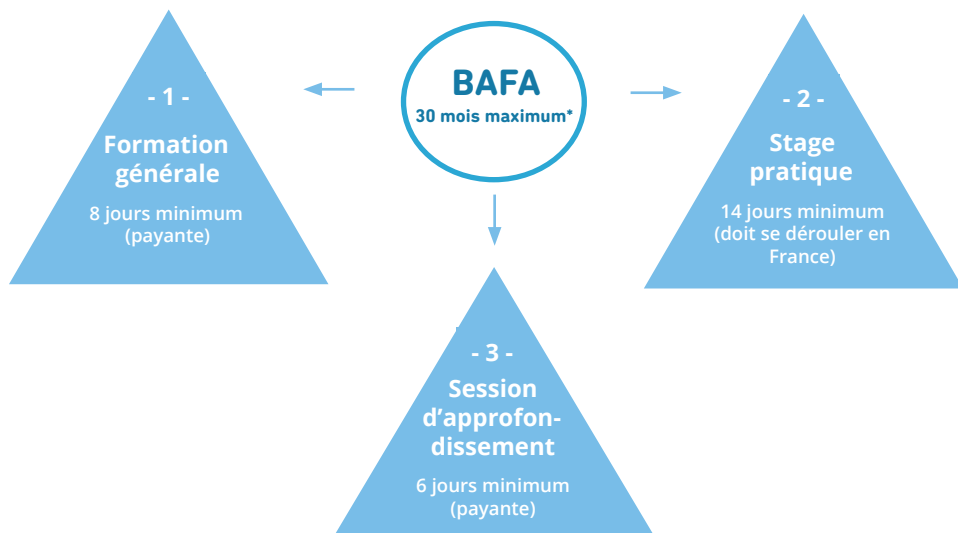 BAFA
30 mois maximum*
- 1 -
Formation
générale
8 jours minimum
(payante)
- 2 -
Stage
pratique
14 jours minimum
(doit se dérouler en
France)
- 3 -
Session
d’approfon-
dissement
6 jours minimum
(payante)